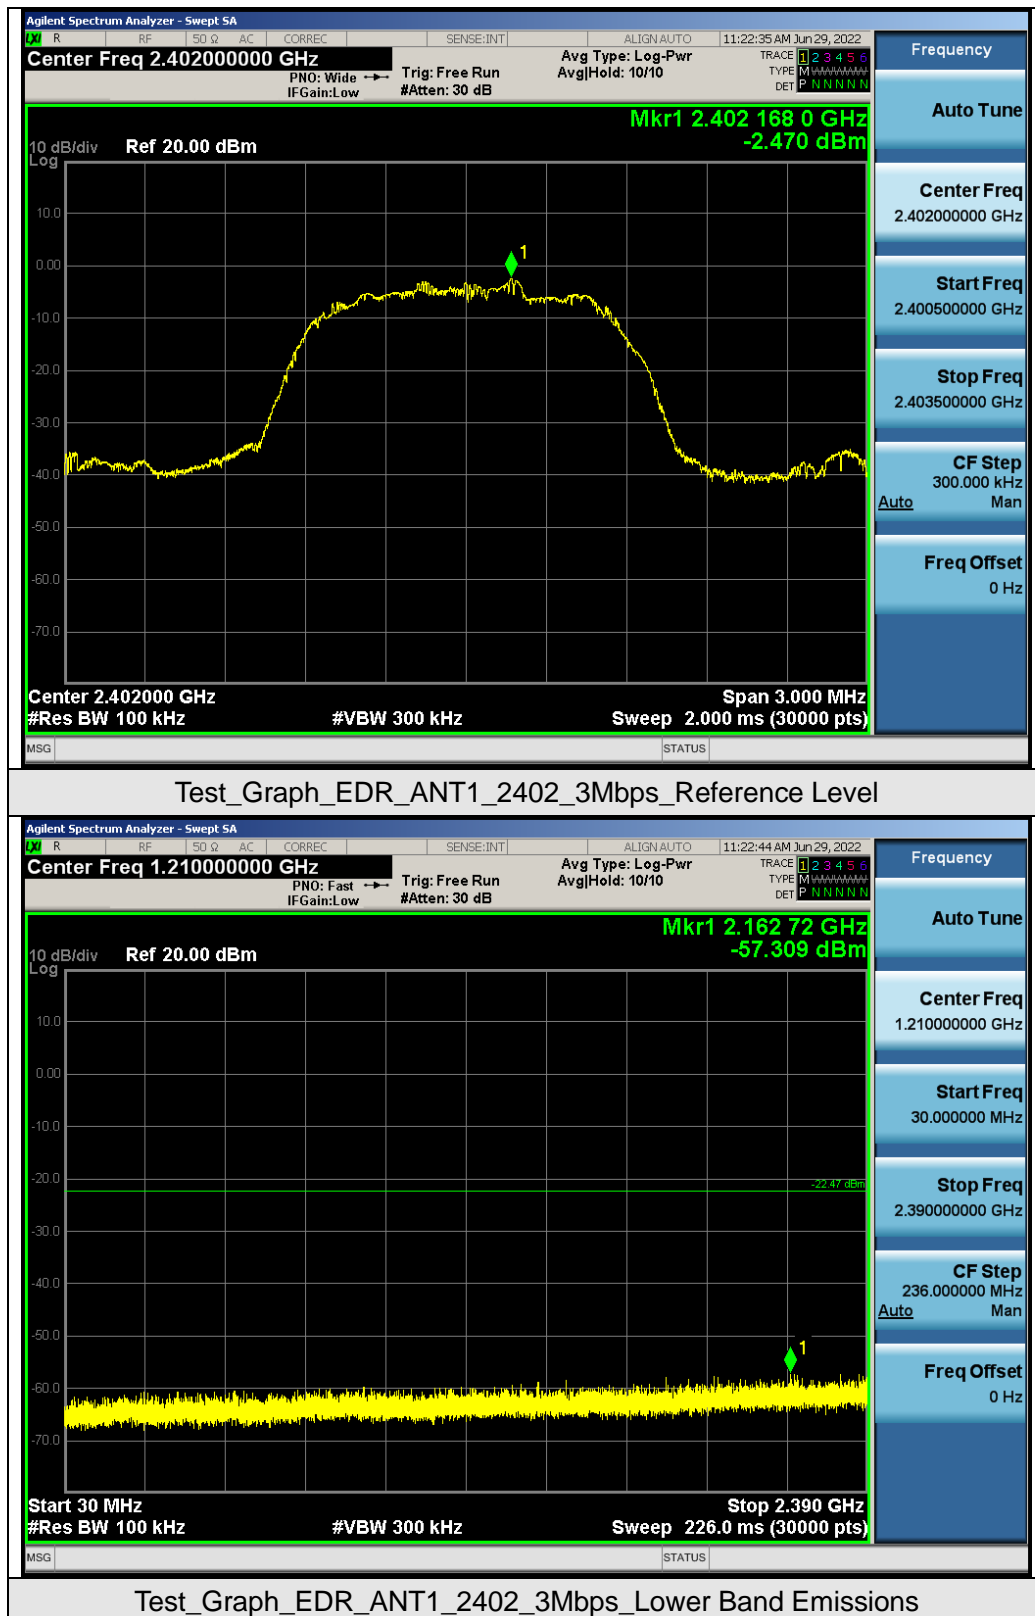 Agilent Spectrum Analyzer - Swept SA
LXI R RF 50 Ω AC CORREC SENSE:INT ALIGN AUTO 11:22:35 AM Jun 29, 2022
Center Freq 2.402000000 GHz
PNO: Wide
IFGain:Low
Trig: Free Run
#Atten: 30 dB
Avg Type: Log-Pwr
Avg|Hold: 10/10
TRACE 1 2 3 4 5 6
TYPE M WWWWW
DET P N N N N N
Mkr1 2.402 168 0 GHz
-2.470 dBm
10 dB/div Ref 20.00 dBm
Log
10.0
0.00
-10.0
-20.0
-30.0
-40.0
-50.0
-60.0
-70.0
1
Center 2.402000 GHz Span 3.000 MHz
#Res BW 100 kHz #VBW 300 kHz Sweep 2.000 ms (30000 pts)
MSG STATUS
Frequency
Auto Tune
Center Freq
2.402000000 GHz
Start Freq
2.400500000 GHz
Stop Freq
2.403500000 GHz
CF Step
300.000 kHz
Auto Man
Freq Offset
0 Hz
Test_Graph_EDR_ANT1_2402_3Mbps_Reference Level
Agilent Spectrum Analyzer - Swept SA
LXI R RF 50 Ω AC CORREC SENSE:INT ALIGN AUTO 11:22:44 AM Jun 29, 2022
Center Freq 1.210000000 GHz
PNO: Fast
IFGain:Low
Trig: Free Run
#Atten: 30 dB
Avg Type: Log-Pwr
Avg|Hold: 10/10
TRACE 1 2 3 4 5 6
TYPE M WWWWW
DET P N N N N N
Mkr1 2.162 72 GHz
-57.309 dBm
10 dB/div Ref 20.00 dBm
Log
10.0
0.00
-10.0
-20.0
-30.0
-40.0
-50.0
-60.0
-70.0
-22.47 dBm
1
Start 30 MHz Stop 2.390 GHz
#Res BW 100 kHz #VBW 300 kHz Sweep 226.0 ms (30000 pts)
MSG STATUS
Frequency
Auto Tune
Center Freq
1.210000000 GHz
Start Freq
30.000000 MHz
Stop Freq
2.390000000 GHz
CF Step
236.000000 MHz
Auto Man
Freq Offset
0 Hz
Test_Graph_EDR_ANT1_2402_3Mbps_Lower Band Emissions